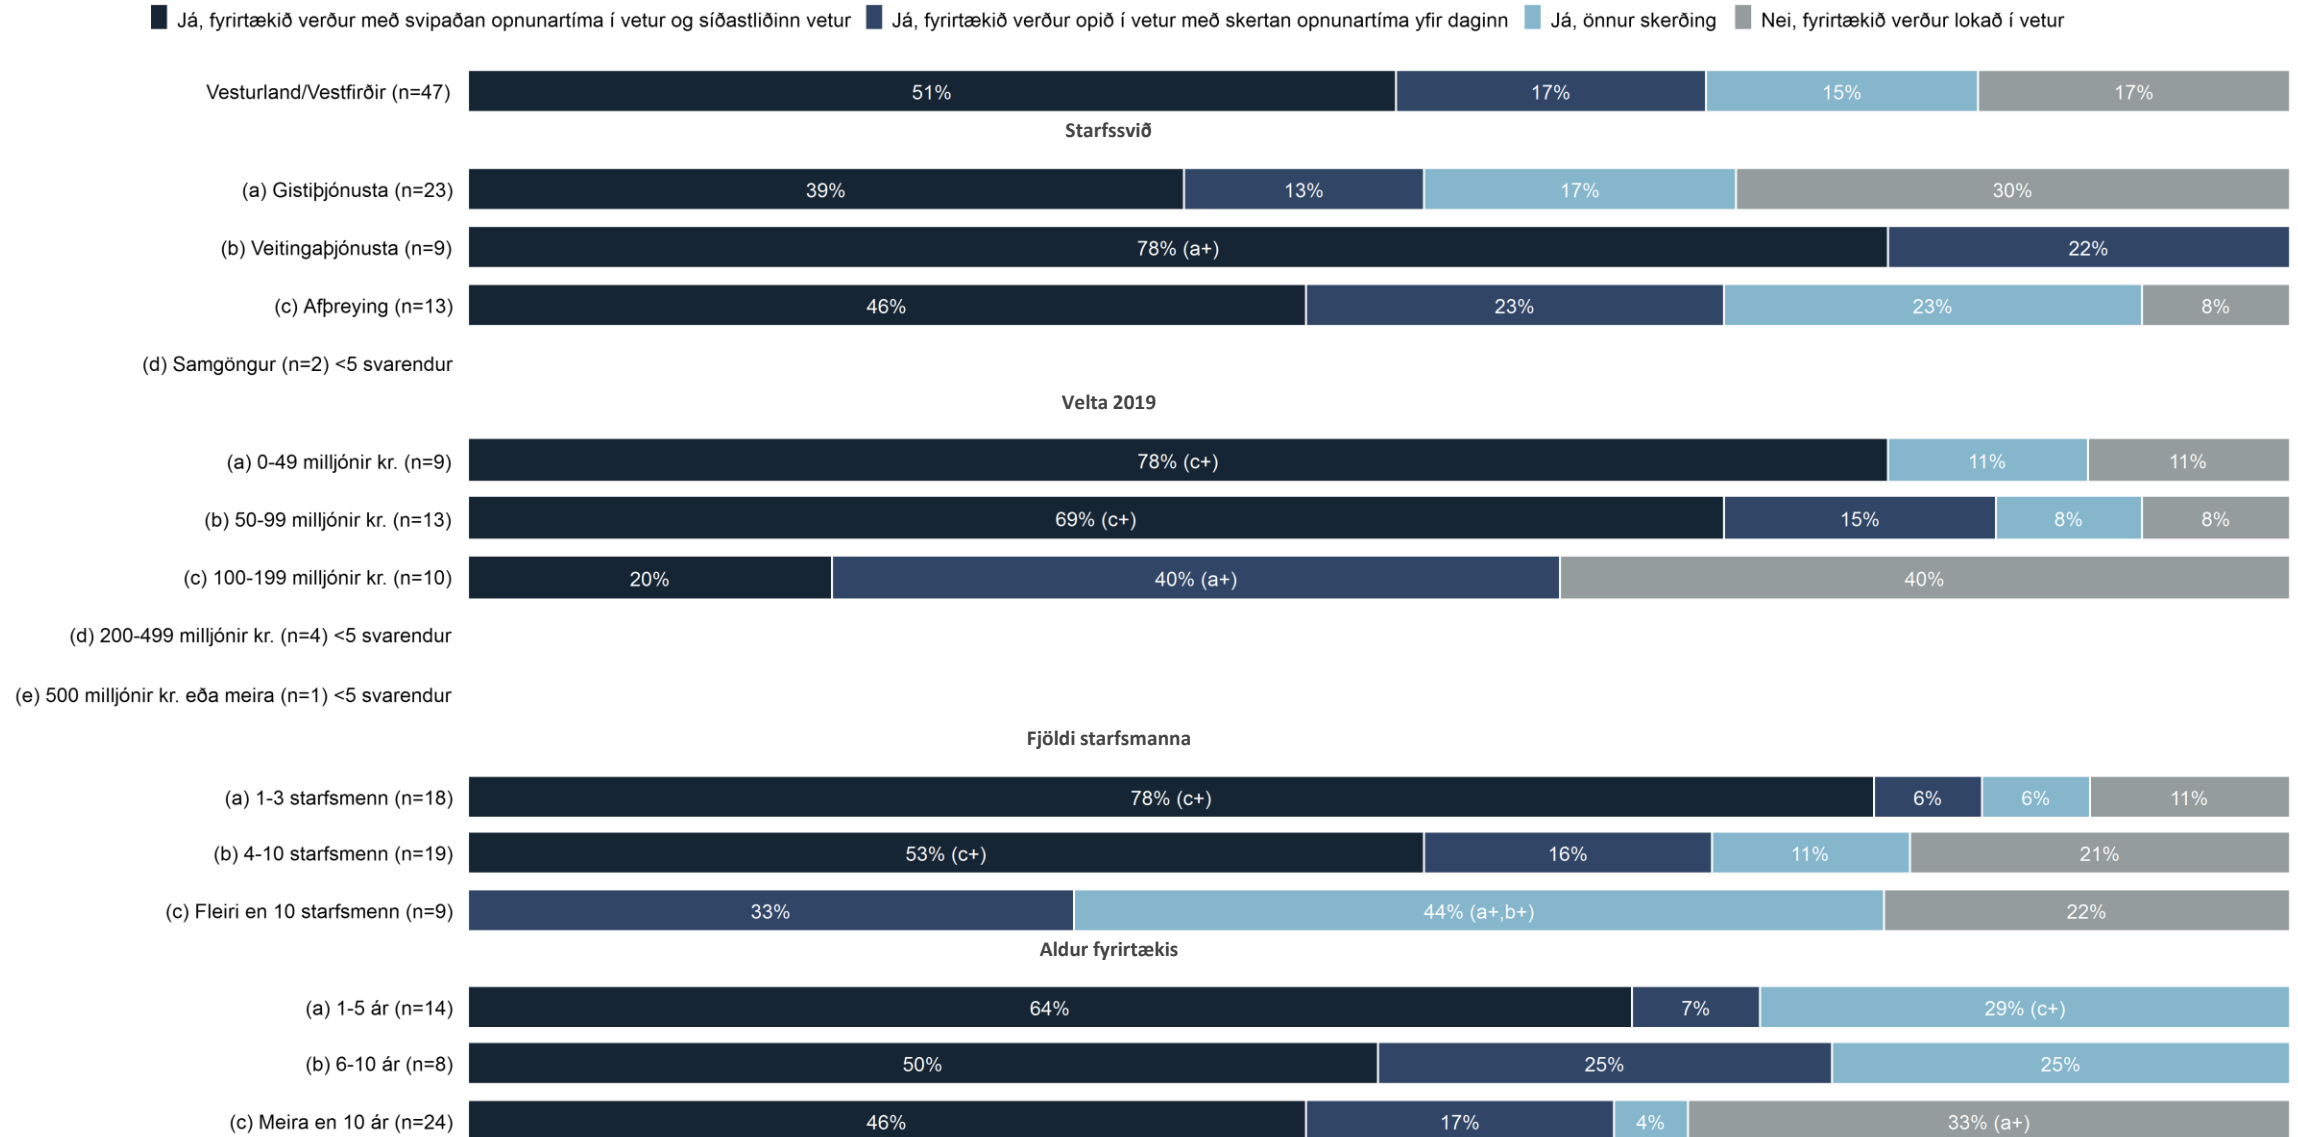 Já, fyrirtækið verður með svipaðan opnunartíma í vetur og síðastliðinn vetur Já, fyrirtækið verður opið í vetur með skertan opnunartíma yfir daginn Já, önnur skerðing Nei, fyrirtækið verður lokað í vetur
Vesturland/Vestfirðir (n=47) 51% 17% 15% 17%
Starfssvið
(a) Gistiþjónusta (n=23) 39% 13% 17% 30%
(b) Veitingaþjónusta (n=9) 78% (a+) 22%
(c) Afþreying (n=13) 46% 23% 23% 8%
(d) Samgöngur (n=2) <5 svarendur
Velta 2019
(a) 0-49 milljónir kr. (n=9) 78% (c+) 11% 11%
(b) 50-99 milljónir kr. (n=13) 69% (c+) 15% 8% 8%
(c) 100-199 milljónir kr. (n=10) 20% 40% (a+) 40%
(d) 200-499 milljónir kr. (n=4) <5 svarendur
(e) 500 milljónir kr. eða meira (n=1) <5 svarendur
Fjöldi starfsmanna
(a) 1-3 starfsmenn (n=18) 78% (c+) 6% 6% 11%
(b) 4-10 starfsmenn (n=19) 53% (c+) 16% 11% 21%
(c) Fleiri en 10 starfsmenn (n=9) 33% 44% (a+,b+) 22%
Aldur fyrirtækis
(a) 1-5 ár (n=14) 64% 7% 29% (c+)
(b) 6-10 ár (n=8) 50% 25% 25%
(c) Meira en 10 ár (n=24) 46% 17% 4% 33% (a+)